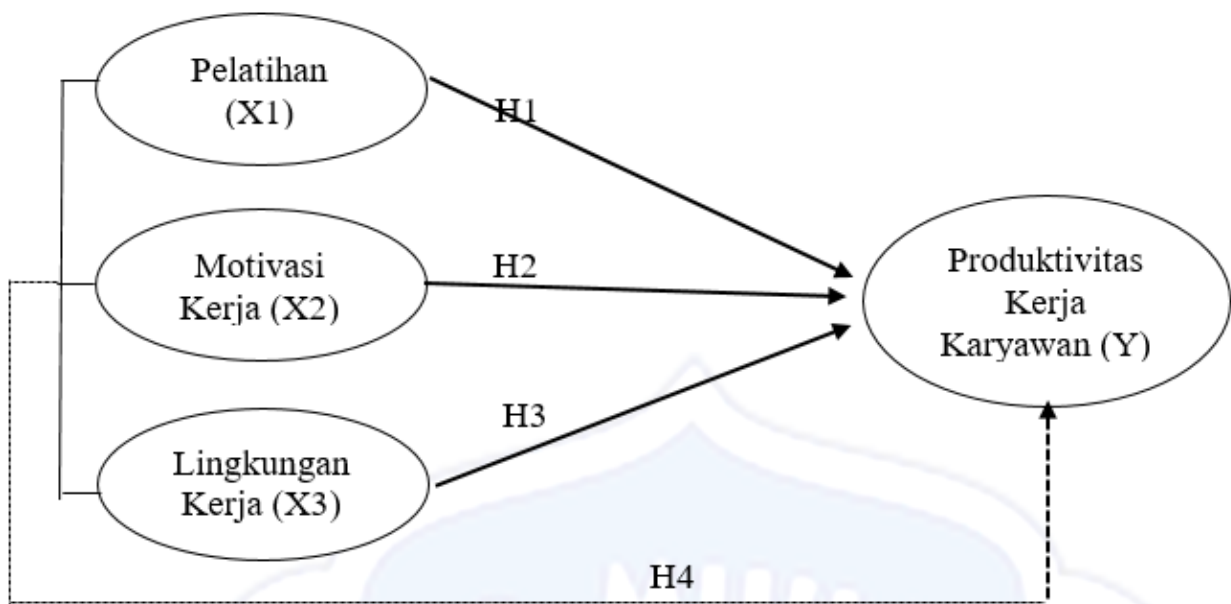 Pelatihan
(X1)
H1
Motivasi
Kerja (X2)
H2
Produktivitas
Kerja
Karyawan (Y)
Lingkungan
Kerja (X3)
H3
H4